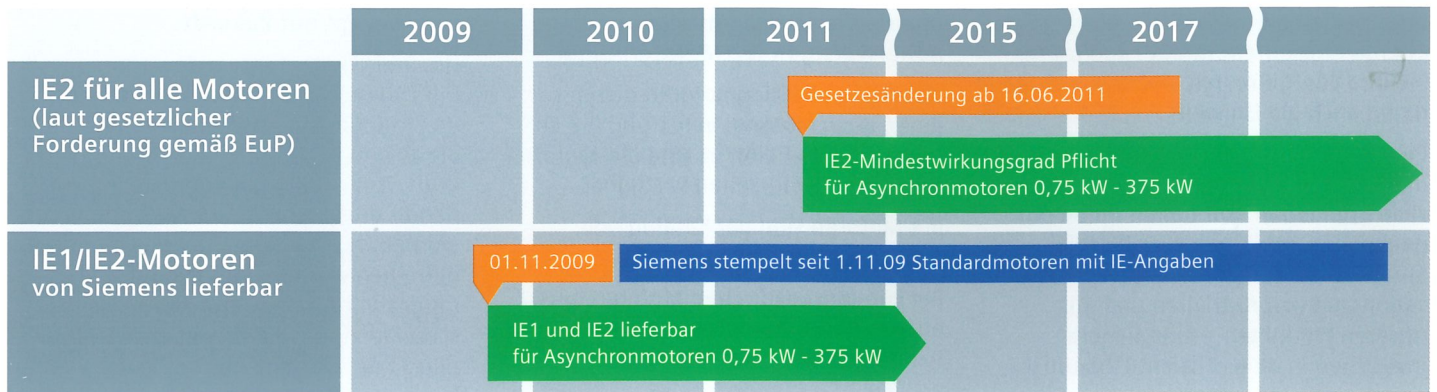 2009
2010
2011
2015
2017
IE2 für alle Motoren
(laut gesetzlicher
Forderung gemäß EuP)
Gesetzesänderung ab 16.06.2011
IE2-Mindestwirkungsgrad Pflicht
für Asynchronmotoren 0,75 kW - 375 kW
IE1/IE2-Motoren
von Siemens lieferbar
01.11.2009
Siemens stempelt seit 1.11.09 Standardmotoren mit IE-Angaben
IE1 und IE2 lieferbar
für Asynchronmotoren 0,75 kW - 375 kW